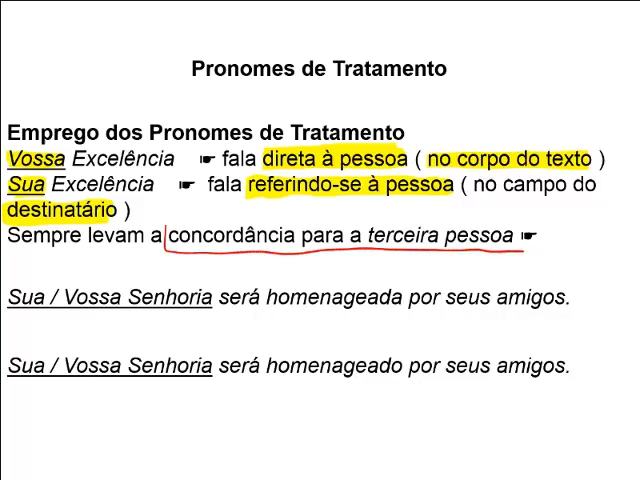 Pronomes de Tratamento
Emprego dos Pronomes de Tratamento
Vossa Excelência ☛ fala direta à pessoa ( no corpo do texto )
Sua Excelência ☛ fala referindo-se à pessoa ( no campo do
destinatário )
Sempre levam a concordância para a terceira pessoa ☛
Sua / Vossa Senhoria será homenageada por seus amigos.
Sua / Vossa Senhoria será homenageado por seus amigos.